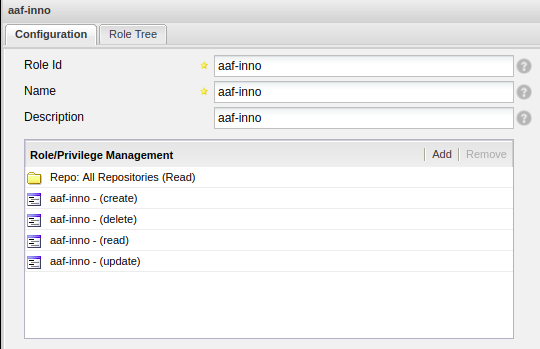 aaf-inno
Configuration Role Tree
Role Id aaf-inno ?
Name aaf-inno ?
Description aaf-inno ?
Role/Privilege Management Add Remove
Repo: All Repositories (Read)
aaf-inno - (create)
aaf-inno - (delete)
aaf-inno - (read)
aaf-inno - (update)